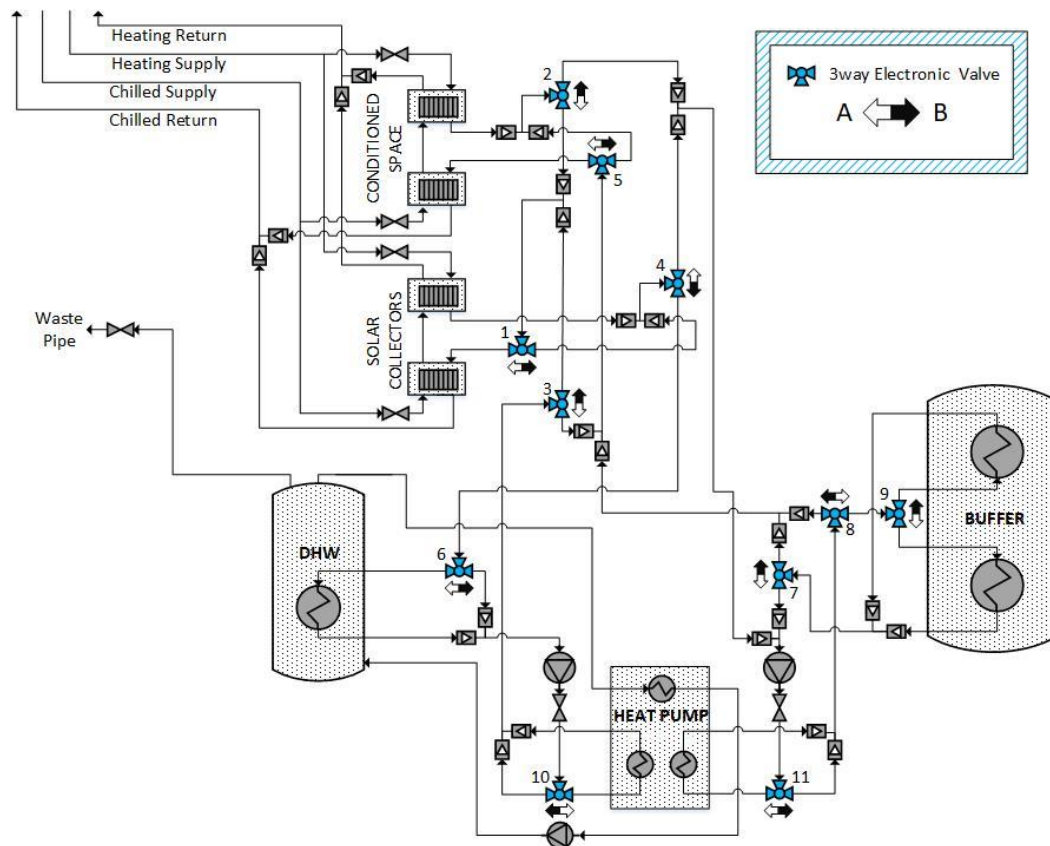 Heating Return
Heating Supply
Chilled Supply
Chilled Return
CONDITIONED
SPACE
2
5
3way Electronic Valve
A B
4
SOLAR
COLLECTORS
1
3
Waste
Pipe
DHW
6
7
8
9
BUFFER
HEAT PUMP
10
11